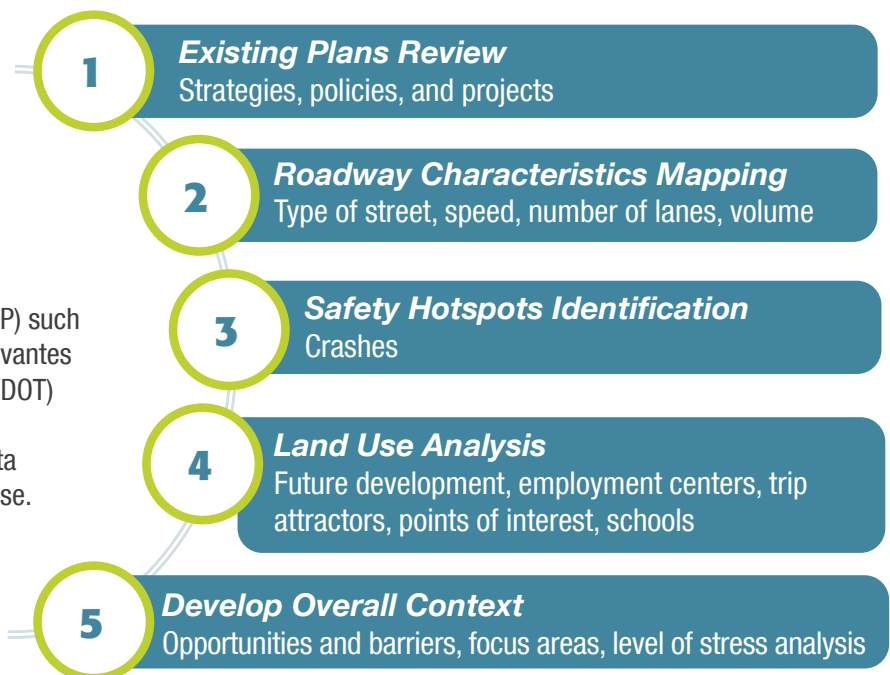 1
Existing Plans Review
Strategies, policies, and projects
2
Roadway Characteristics Mapping
Type of street, speed, number of lanes, volume
P) such
vantes
DOT)
ta
se.
3
Safety Hotspots Identification
Crashes
4
Land Use Analysis
Future development, employment centers, trip
attractors, points of interest, schools
5
Develop Overall Context
Opportunities and barriers, focus areas, level of stress analysis